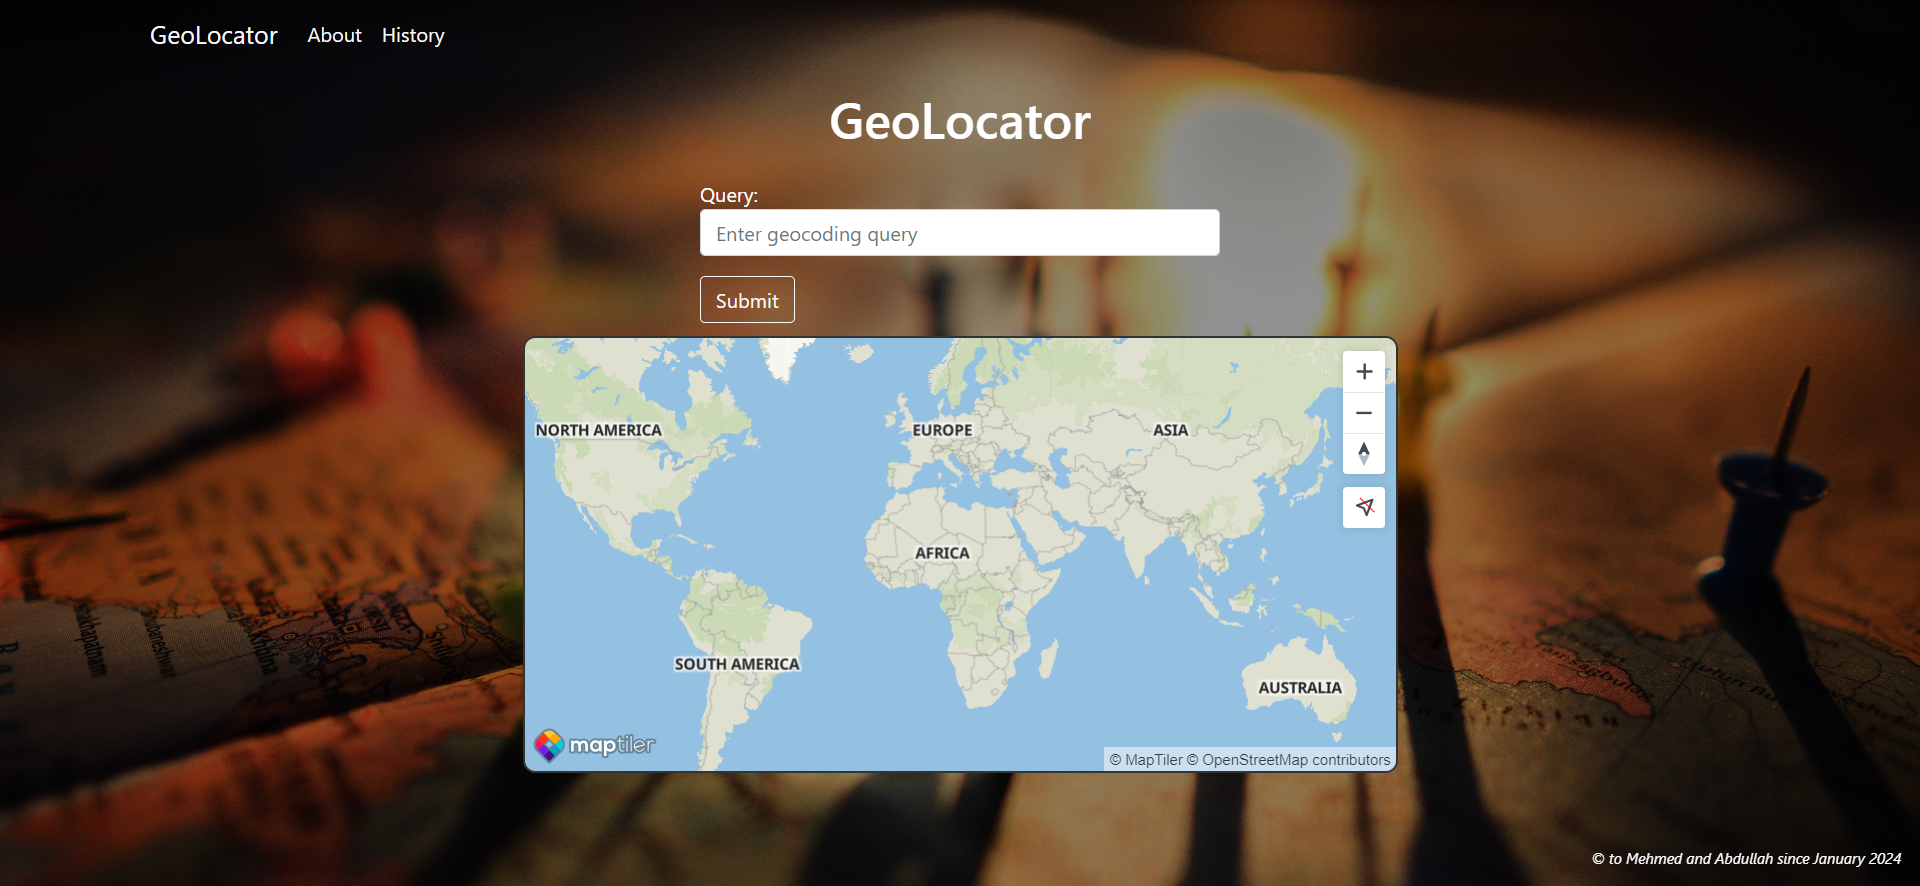 GeoLocator About History
GeoLocator
Query:
Enter geocoding query
Submit
NORTH AMERICA
EUROPE
ASIA
AFRICA
SOUTH AMERICA
AUSTRALIA
maptiler
© MapTiler © OpenStreetMap contributors
© to Mehmed and Abdullah since January 2024